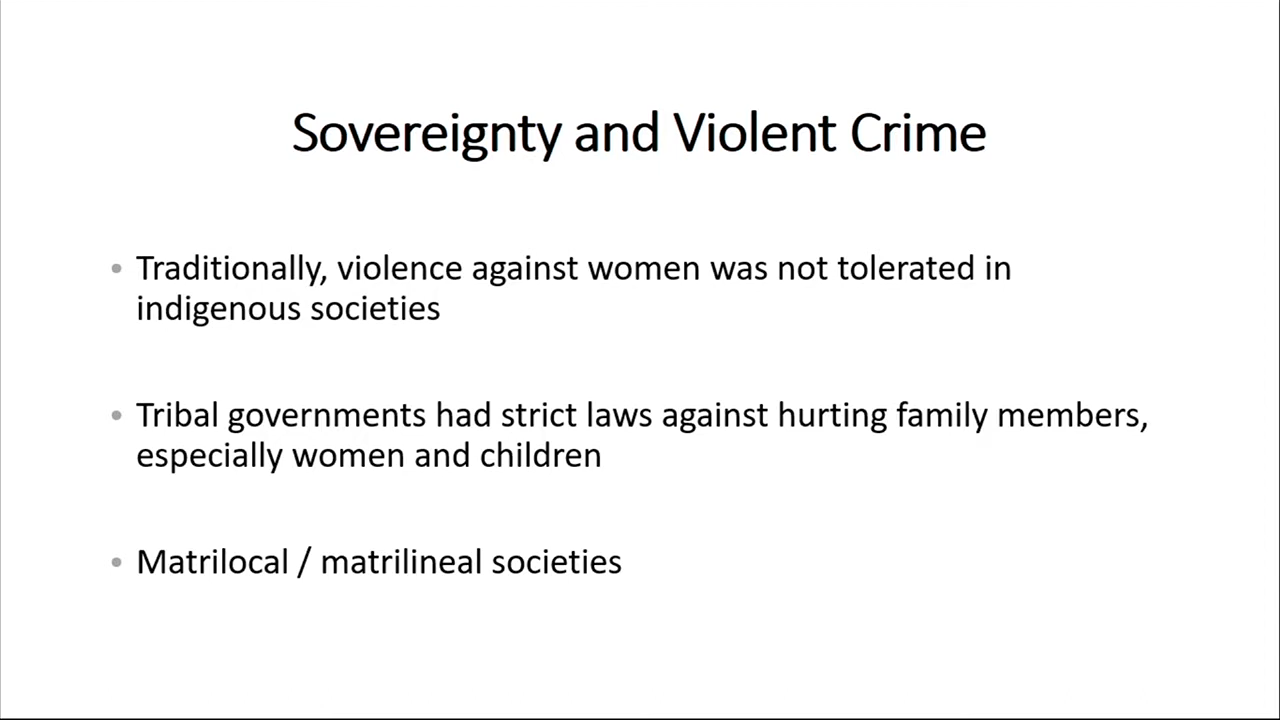 Sovereignty and Violent Crime
• Traditionally, violence against women was not tolerated in
indigenous societies
• Tribal governments had strict laws against hurting family members,
especially women and children
• Matrilocal / matrilineal societies